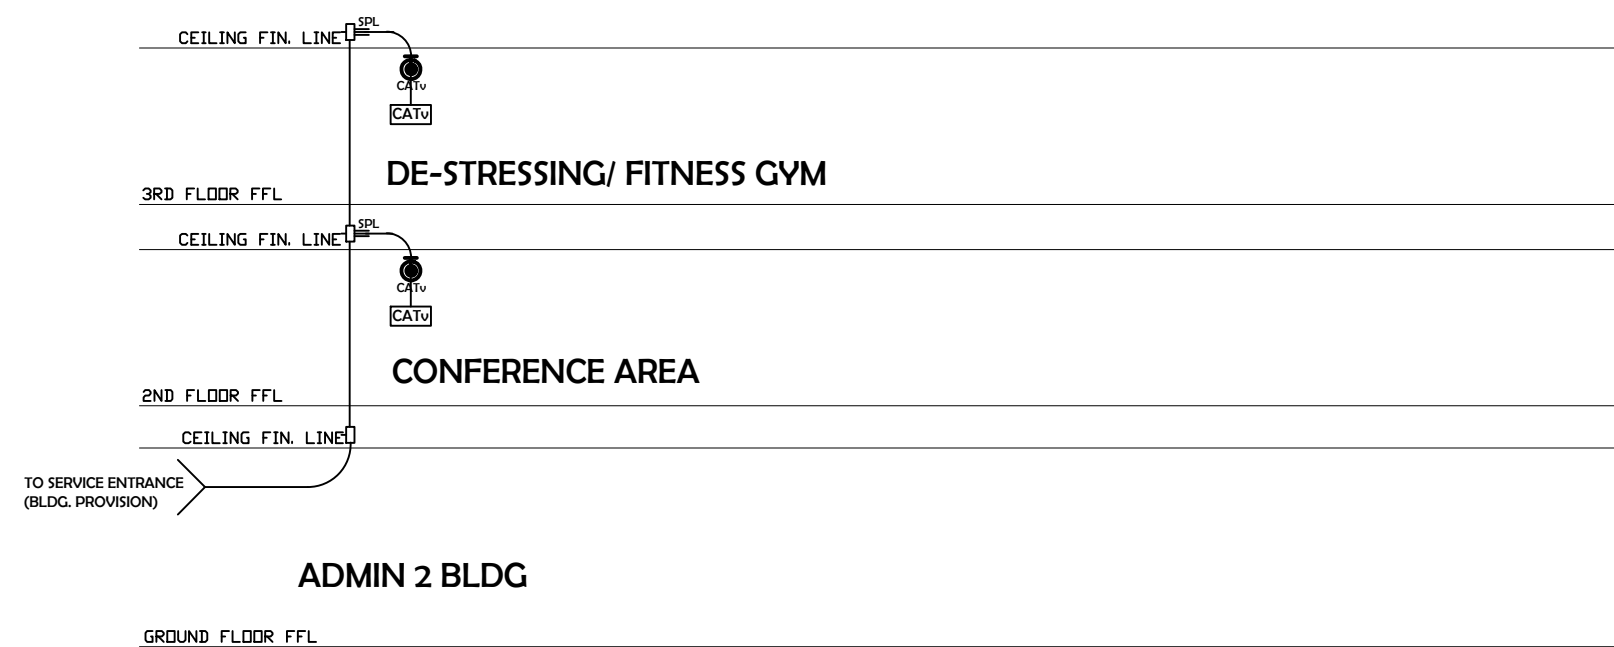 SPL
CEILING FIN. LINE
CATv
CATv
DE-STRESSING/ FITNESS GYM
3RD FLOOR FFL
SPL
CEILING FIN. LINE
CATv
CATv
CONFERENCE AREA
2ND FLOOR FFL
CEILING FIN. LINE
TO SERVICE ENTRANCE
(BLDG. PROVISION)
ADMIN 2 BLDG
GROUND FLOOR FFL